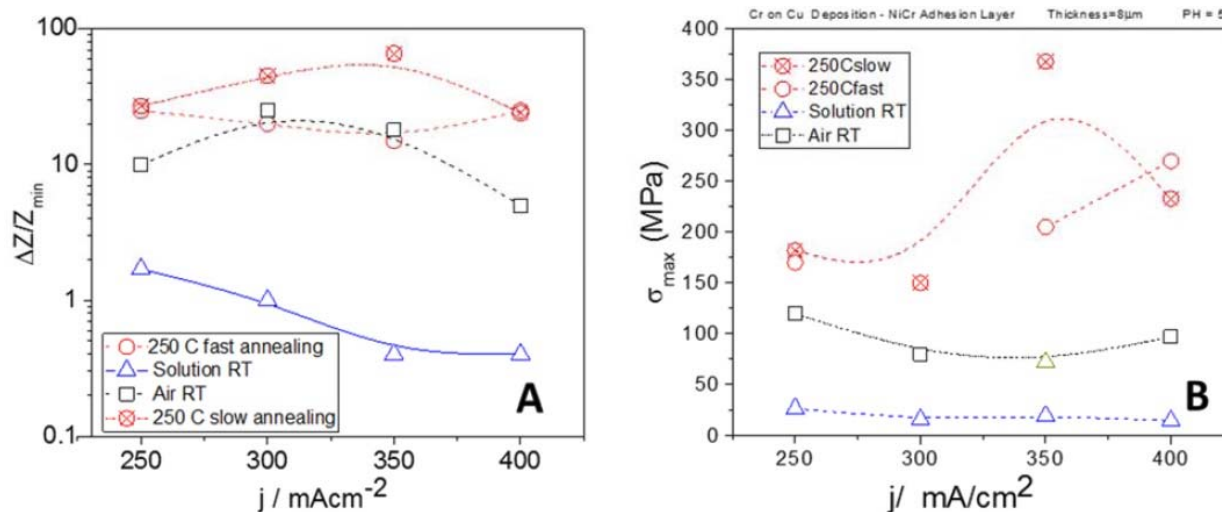 100
10
1
0.1
ΔZ/Z_min
250 C fast annealing
Solution RT
Air RT
250 C slow annealing
A
250 300 350 400
j / mAcm^-2
Cr on Cu Deposition - NiCr Adhesion Layer Thickness=8μm PH = 5
400
350
300
250
200
150
100
50
0
σ_max (MPa)
250Cslow
250Cfast
Solution RT
Air RT
B
250 300 350 400
j/ mA/cm^2